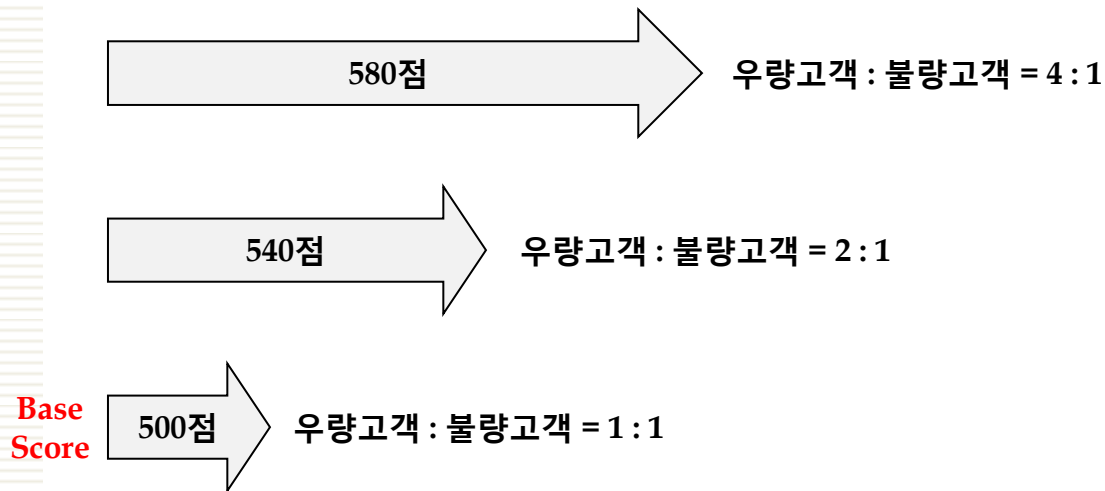 580점
우량고객 : 불량고객 = 4 : 1
540점
우량고객 : 불량고객 = 2 : 1
Base
Score
500점
우량고객 : 불량고객 = 1 : 1